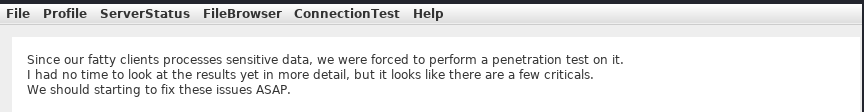 File Profile ServerStatus FileBrowser ConnectionTest Help
Since our fatty clients processes sensitive data, we were forced to perform a penetration test on it.
I had no time to look at the results yet in more detail, but it looks like there are a few criticals.
We should starting to fix these issues ASAP.